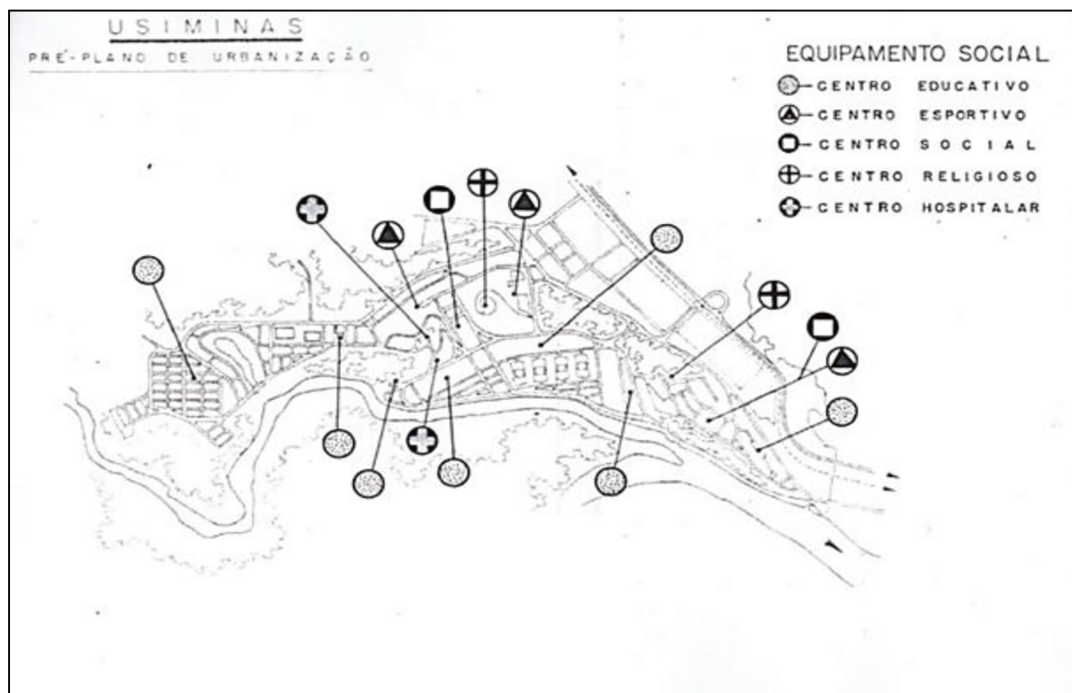 USIMINAS
PRÉ-PLANO DE URBANIZAÇÃO
EQUIPAMENTO SOCIAL
CENTRO EDUCATIVO
CENTRO ESPORTIVO
CENTRO SOCIAL
CENTRO RELIGIOSO
CENTRO HOSPITALAR